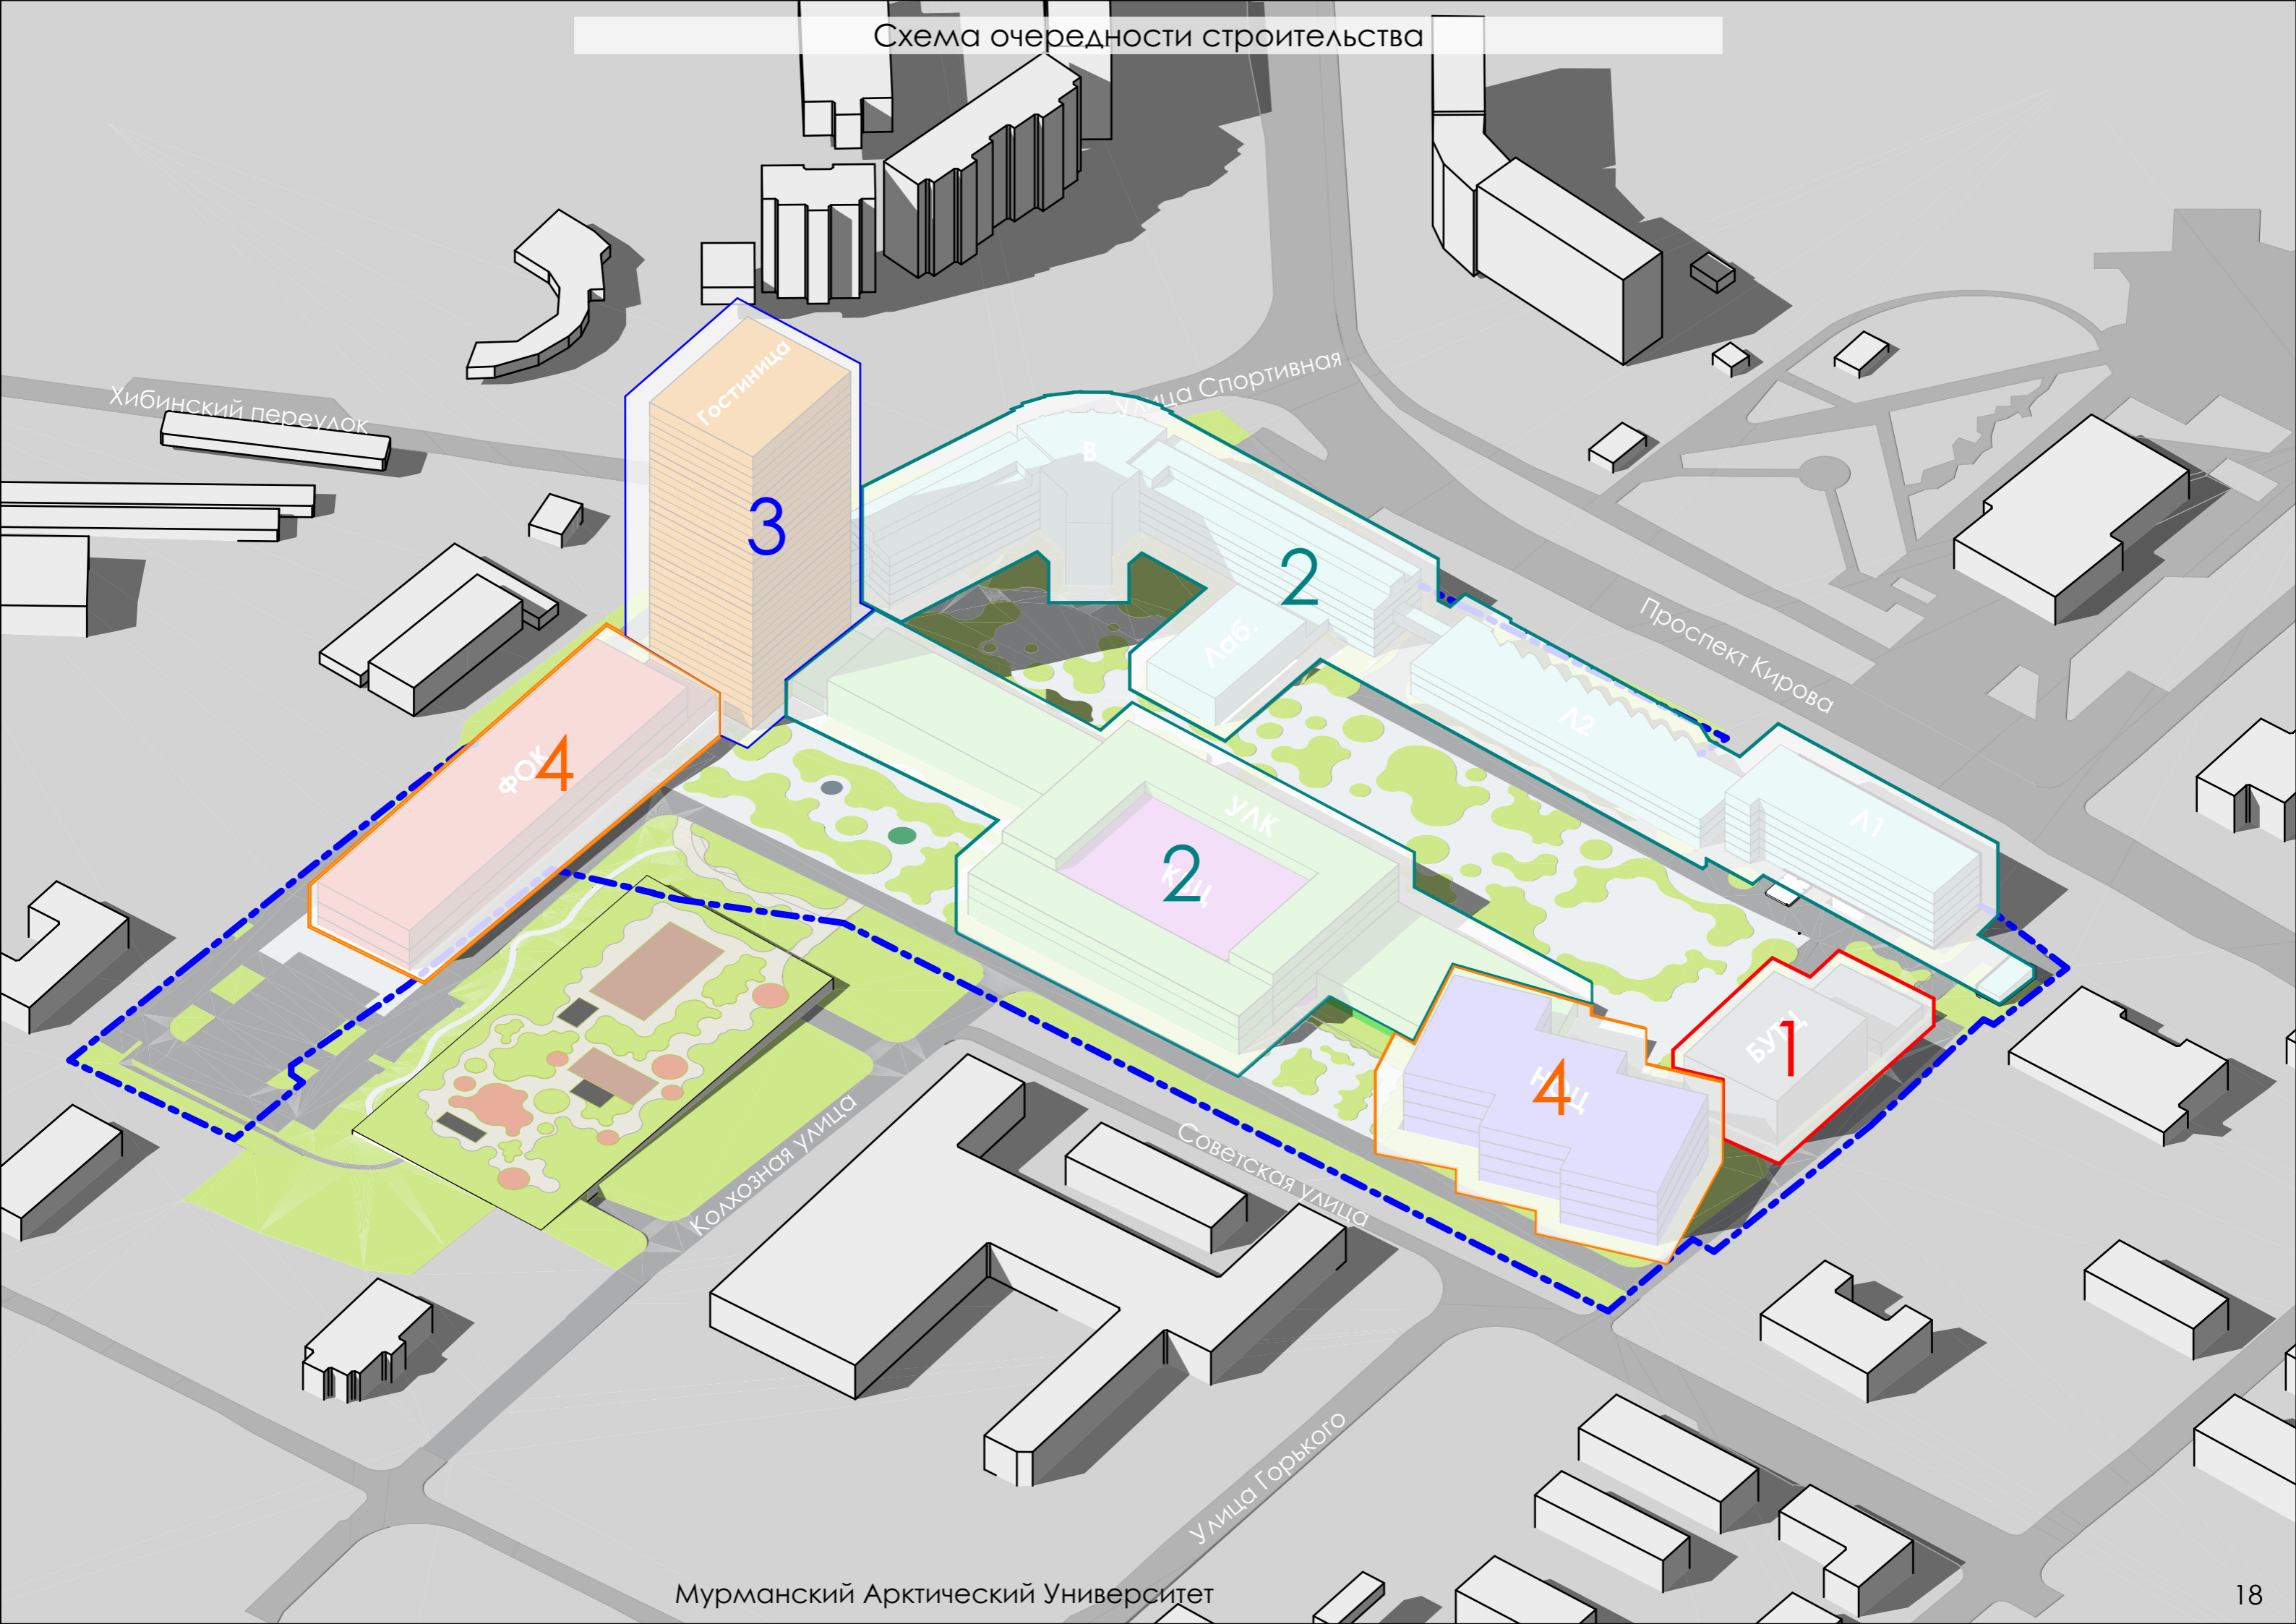 Схема очередности строительства
Гостиница
Улица Спортивная
Хибинский переулок
В
3
2
Лаб.
Проспект Кирова
Л2
ФОК
4
УЛК
Л1
2
1
4
Колхозная улица
Советская улица
Улица Горького
Мурманский Арктический Университет
18